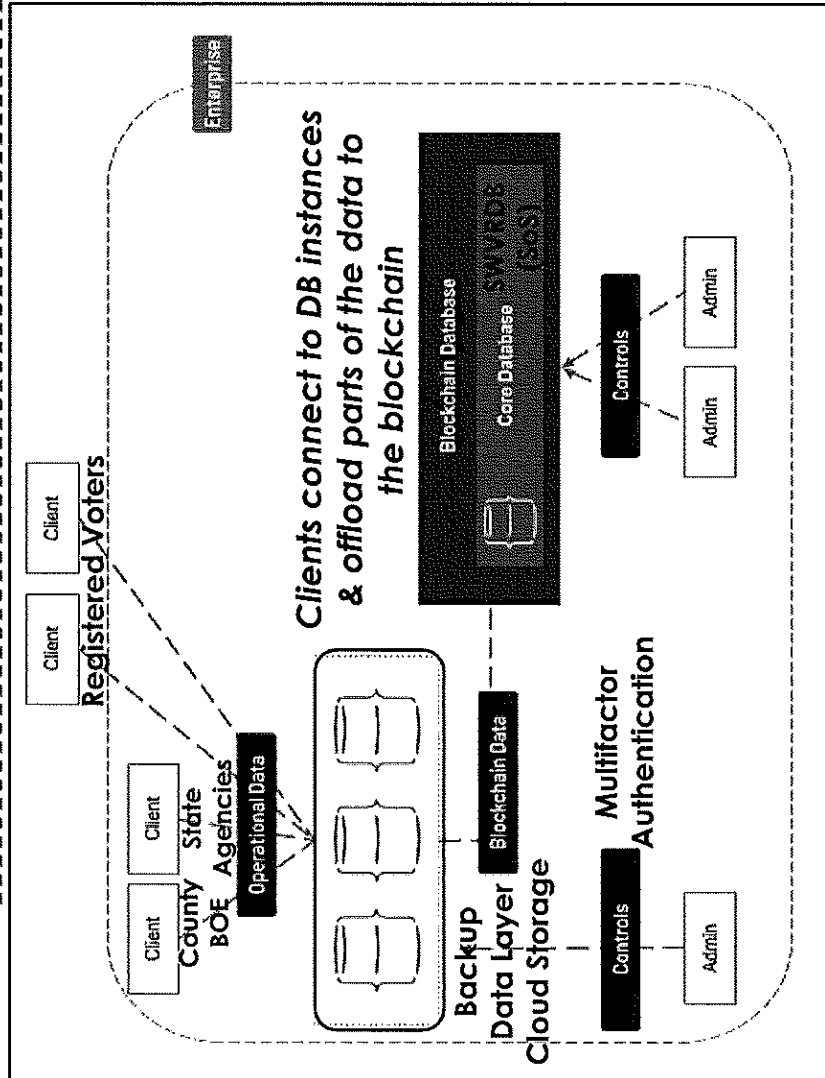 Enterprise
Client
Client
Registered Voters
Client
Client
County
State
BOE
Agencies
Operational Data
Clients connect to DB instances
& offload parts of the data to
the blockchain
Blockchain Database
Core Database
SWVRDB
(SoS)
Blockchain Data
Backup
Data Layer
Cloud Storage
Multifactor
Authentication
Controls
Controls
Admin
Admin
Admin